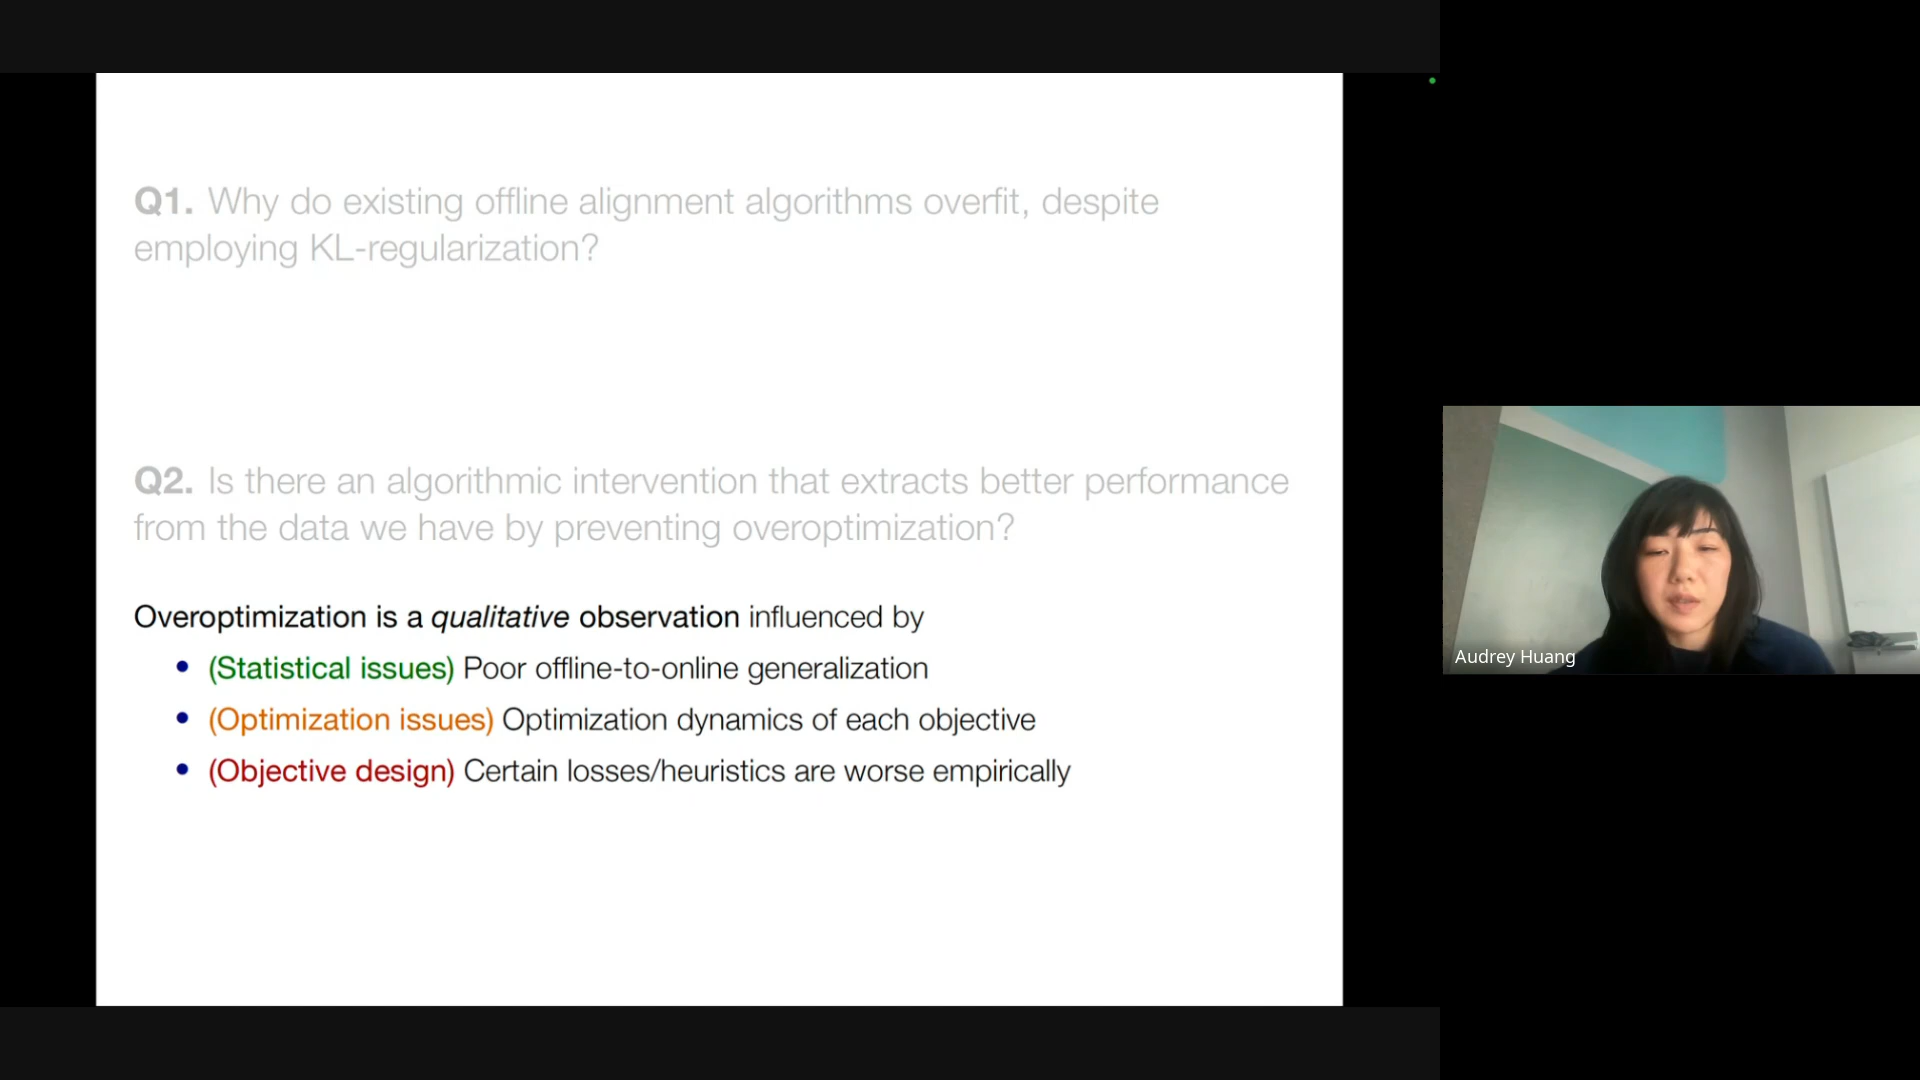 Q1. Why do existing offline alignment algorithms overfit, despite
employing KL-regularization?
Q2. Is there an algorithmic intervention that extracts better performance
from the data we have by preventing overoptimization?
Overoptimization is a qualitative observation influenced by
• (Statistical issues) Poor offline-to-online generalization
• (Optimization issues) Optimization dynamics of each objective
• (Objective design) Certain losses/heuristics are worse empirically
Audrey Huang